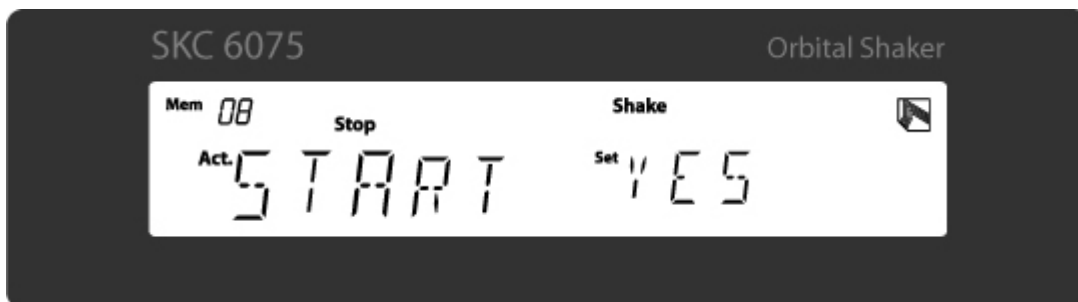 SKC 6075 Orbital Shaker
Mem 08 Stop Shake
Act. START Set YES